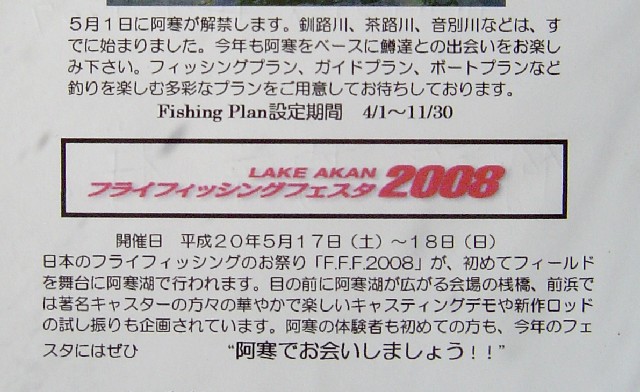 5月1日に阿寒が解禁します。釧路川、茶路川、音別川などは、す
でに始まりました。今年も阿寒をベースに鱒達との出会いをお楽し
み下さい。フィッシングプラン、ガイドプラン、ボートプランなど
釣りを楽しむ多彩なプランをご用意してお待ちしております。
Fishing Plan設定期間 4/1〜11/30
LAKE AKAN
フライフィッシングフェスタ 2008
開催日 平成20年5月17日(土)〜18日(日)
日本のフライフィッシングのお祭り「F.F.F.2008」が、初めてフィールド
を舞台に阿寒湖で行われます。目の前に阿寒湖が広がる会場の桟橋、前浜で
は著名キャスターの方々の華やかで楽しいキャスティングデモや新作ロッド
の試し振りも企画されています。阿寒の体験者も初めての方も、今年のフェ
スタにはぜひ “阿寒でお会いしましょう!!”